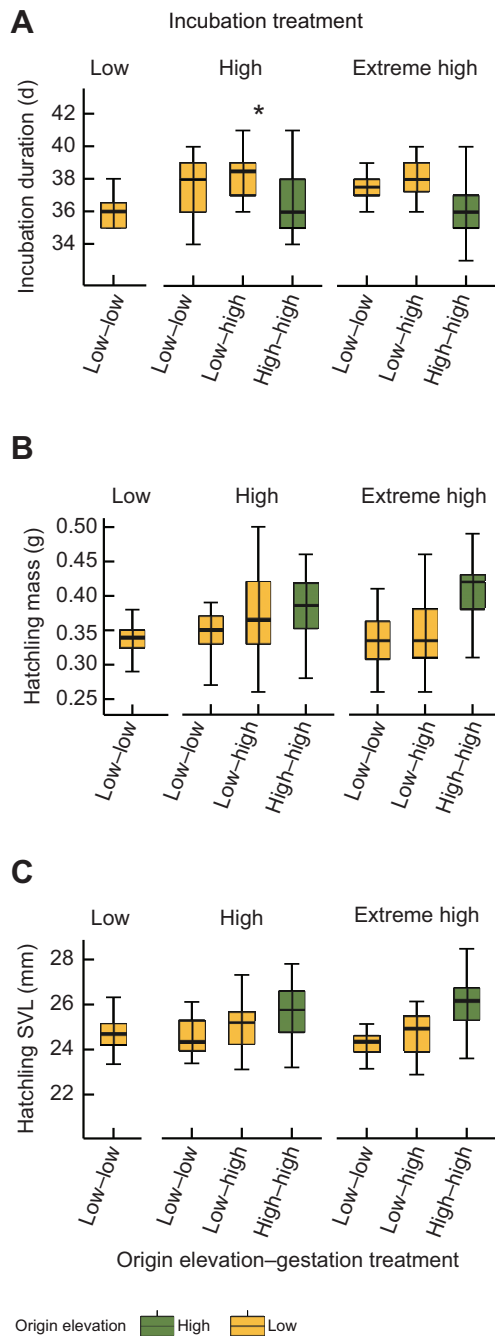 A
Incubation treatment
Low
High
Extreme high
Incubation duration (d)
42
40
38
36
34
*
Low–low
Low–low
Low–high
High–high
Low–low
Low–high
High–high
B
Low
High
Extreme high
Hatchling mass (g)
0.50
0.45
0.40
0.35
0.30
0.25
Low–low
Low–low
Low–high
High–high
Low–low
Low–high
High–high
C
Low
High
Extreme high
Hatchling SVL (mm)
28
26
24
22
Low–low
Low–low
Low–high
High–high
Low–low
Low–high
High–high
Origin elevation–gestation treatment
Origin elevation High Low